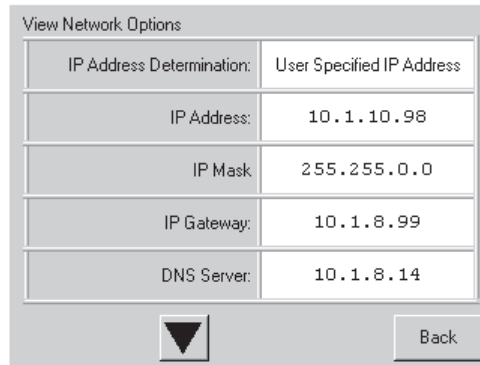 View Network Options
IP Address Determination: User Specified IP Address
IP Address: 10.1.10.98
IP Mask 255.255.0.0
IP Gateway: 10.1.8.99
DNS Server: 10.1.8.14
Back